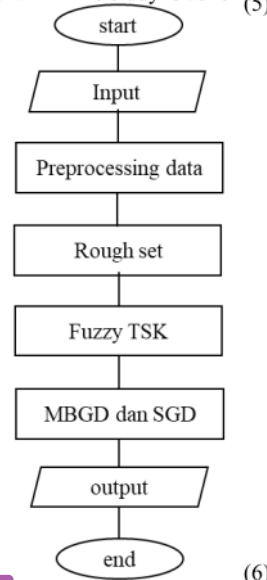 (5)
start
Input
Preprocessing data
Rough set
Fuzzy TSK
MBGD dan SGD
output
end
(6)